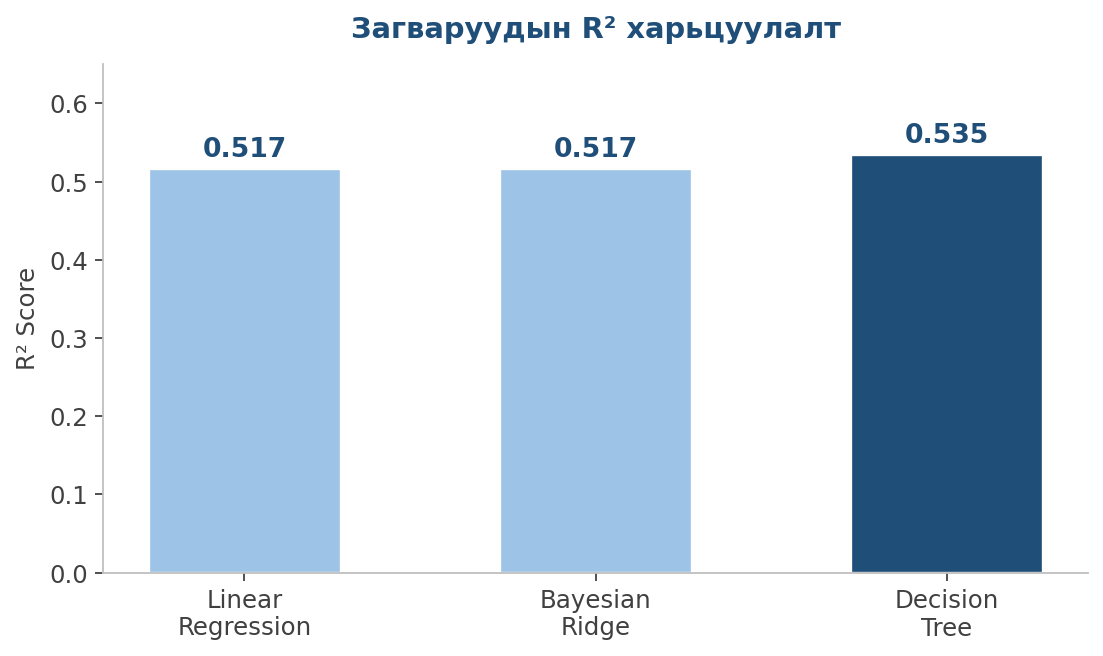 Загваруудын R² харьцуулалт
R² Score
0.6
0.5
0.4
0.3
0.2
0.1
0.0
0.517
0.517
0.535
Linear
Regression
Bayesian
Ridge
Decision
Tree